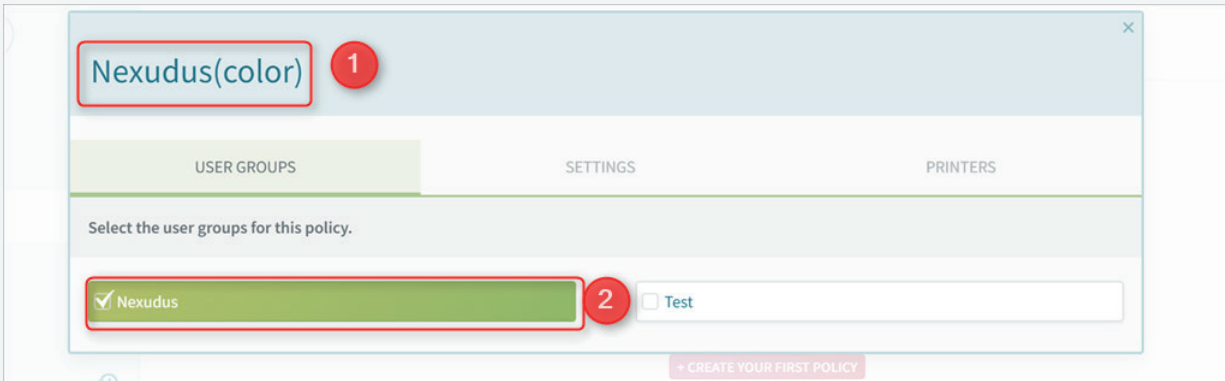 Nexudus(color)
1
×
USER GROUPS
SETTINGS
PRINTERS
Select the user groups for this policy.
Nexudus
2
Test
+ CREATE YOUR FIRST POLICY